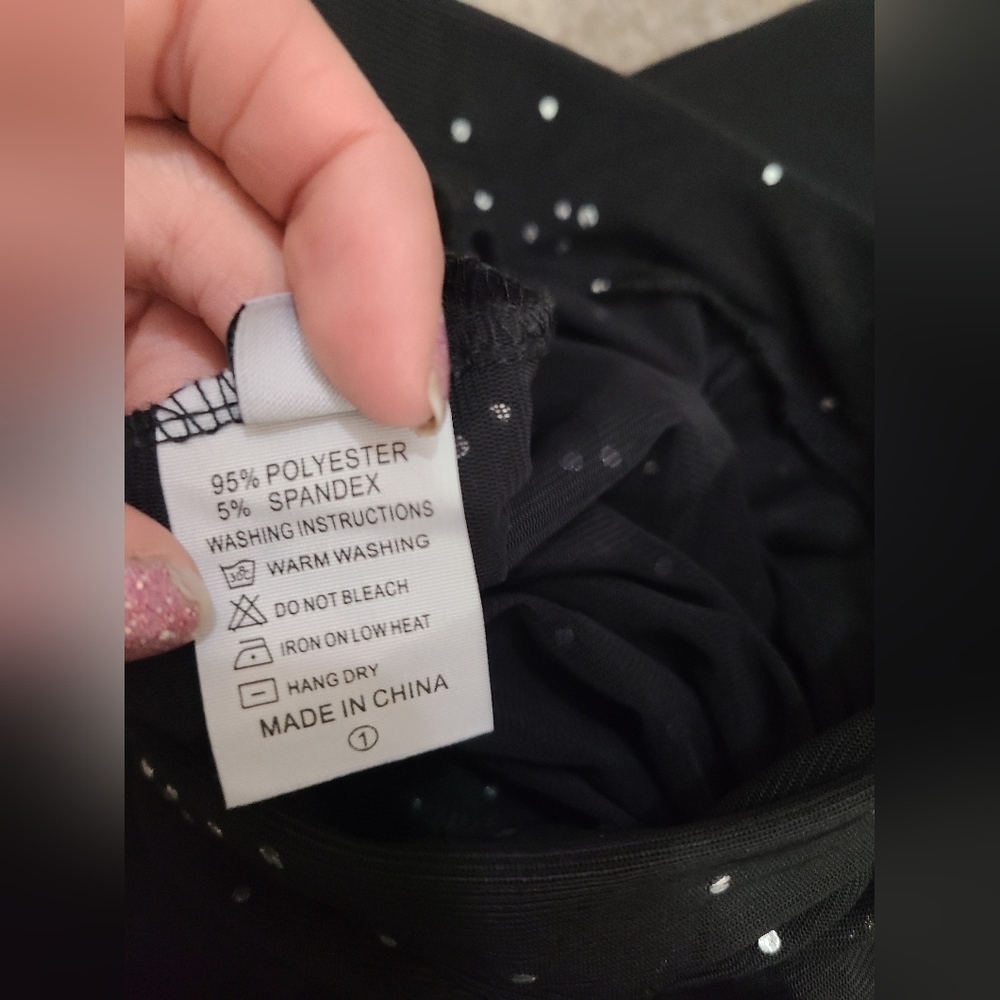 95% POLYESTER
5% SPANDEX
WASHING INSTRUCTIONS
30C WARM WASHING
DO NOT BLEACH
IRON ON LOW HEAT
HANG DRY
MADE IN CHINA
1